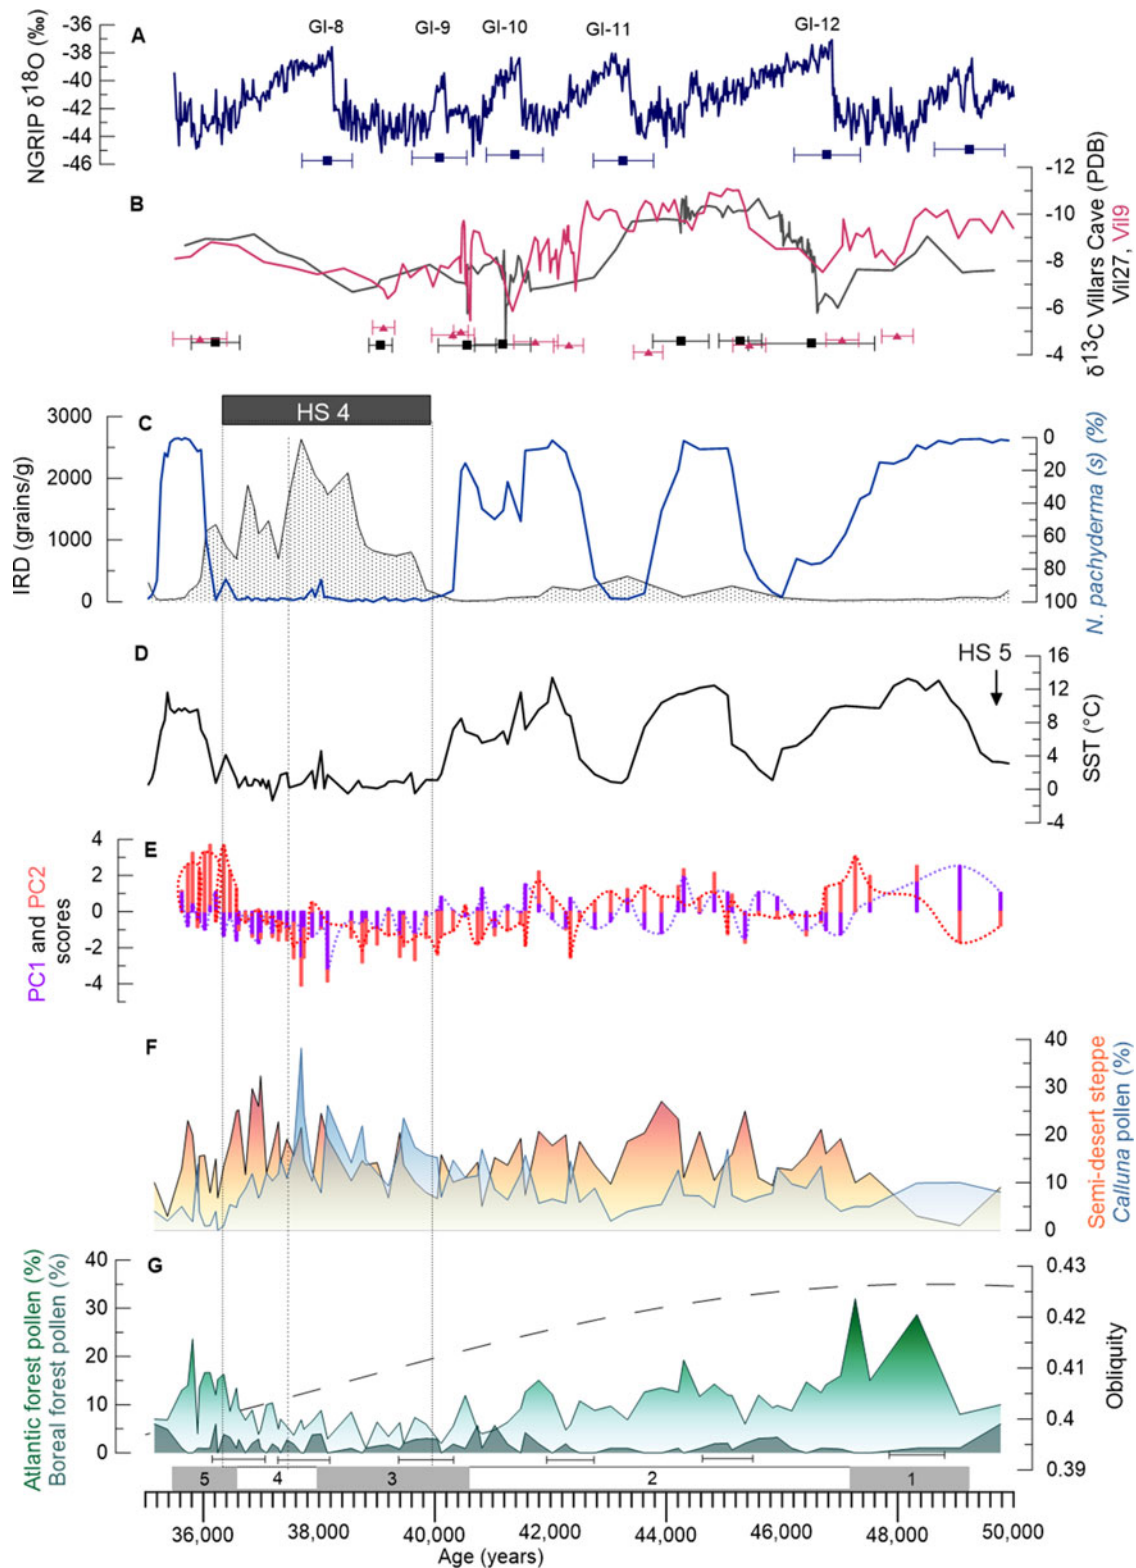 A
NGRIP δ18O (‰)
-36
-38
-40
-42
-44
-46
GI-8
GI-9
GI-10
GI-11
GI-12
B
-12
-10
-8
-6
-4
δ13C Villars Cave (PDB)
Vil27, Vil9
C
HS 4
IRD (grains/g)
3000
2000
1000
0
0
20
40
60
80
100
N. pachyderma (s) (%)
D
HS 5
16
12
8
4
0
-4
SST (°C)
E
PC1 and PC2
scores
4
2
0
-2
-4
F
40
30
20
10
0
Semi-desert steppe
Calluna pollen (%)
G
Atlantic forest pollen (%)
Boreal forest pollen (%)
40
30
20
10
0
0.43
0.42
0.41
0.4
0.39
Obliquity
5
4
3
2
1
36,000
38,000
40,000
42,000
44,000
46,000
48,000
50,000
Age (years)